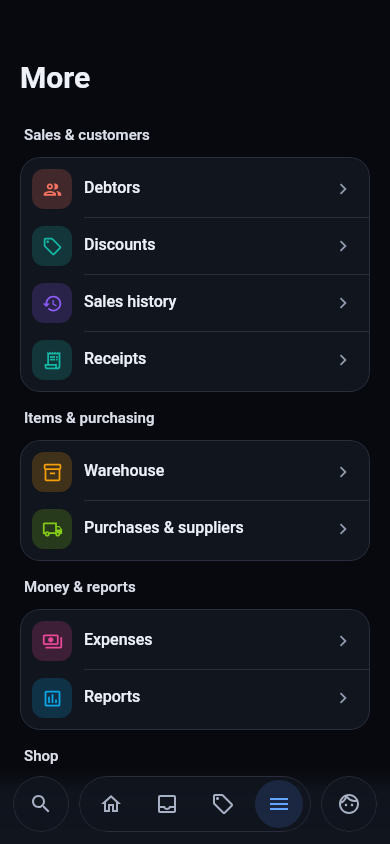 More
Sales & customers
Debtors
Discounts
Sales history
Receipts
Items & purchasing
Warehouse
Purchases & suppliers
Money & reports
Expenses
Reports
Shop